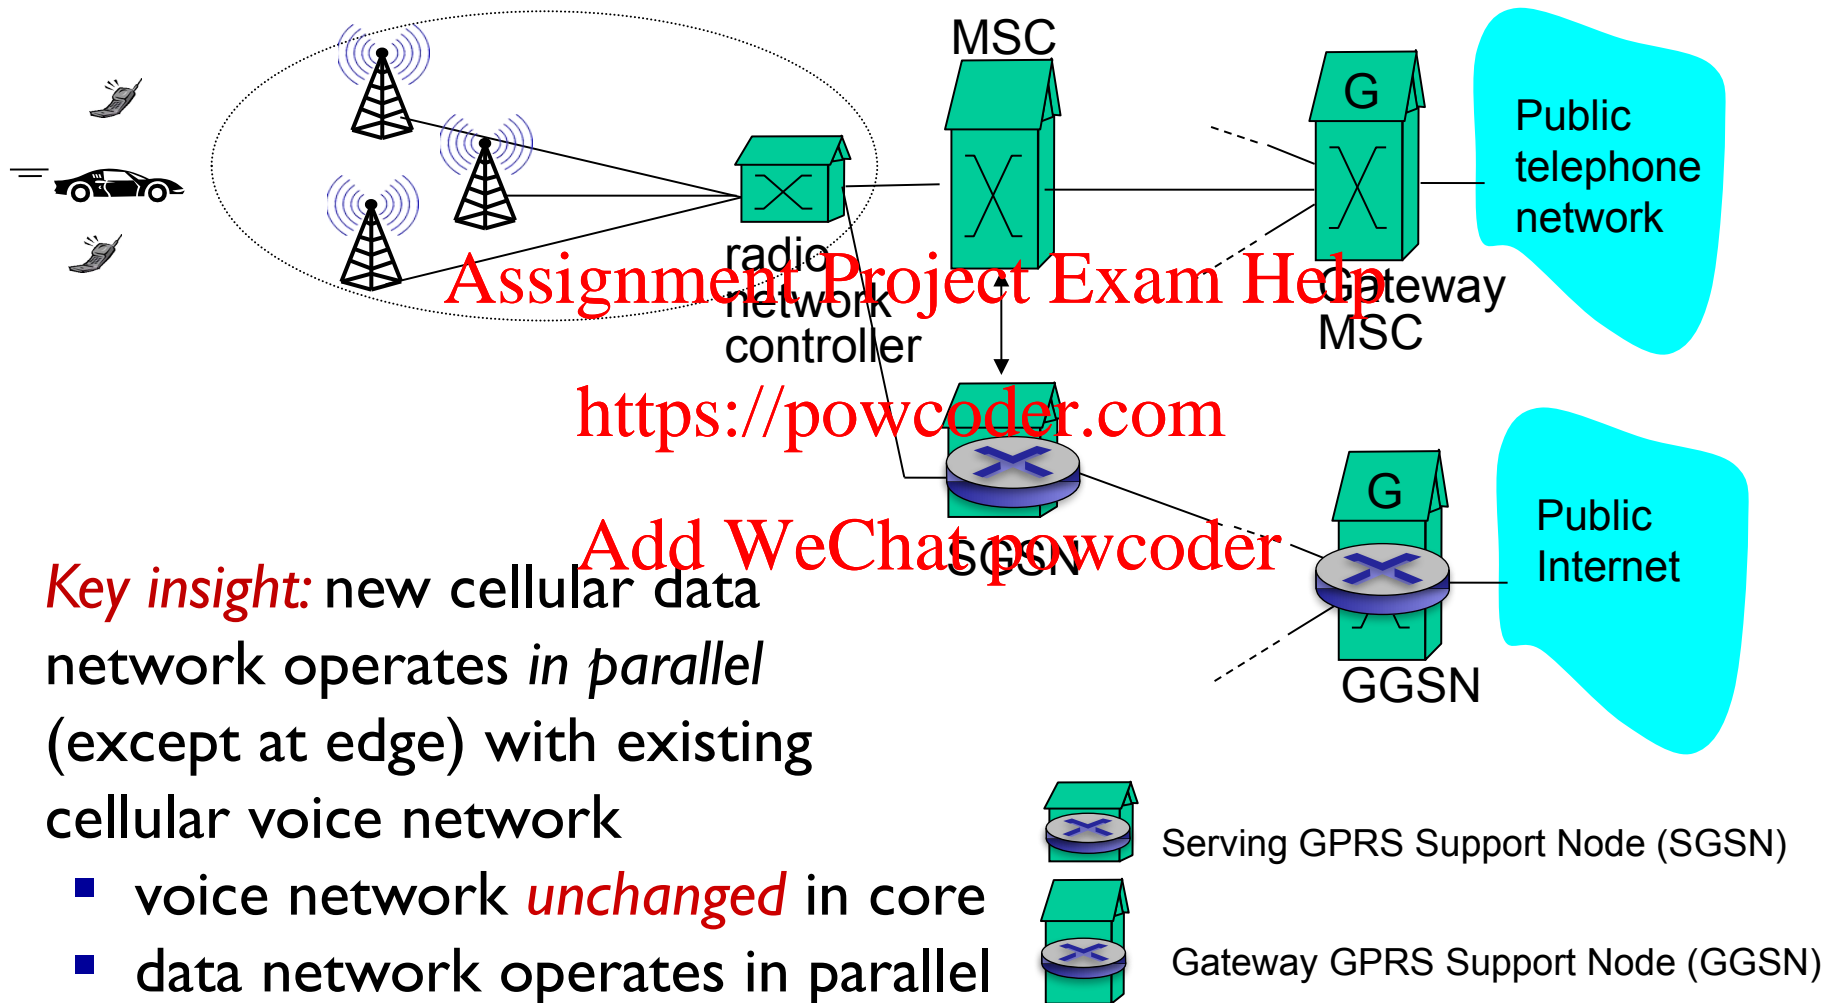 MSC
G
Public
telephone
network
radio
network
controller
Gateway
MSC
Assignment Project Exam Help
https://powcoder.com
Add WeChat powcoder
SGSN
G
GGSN
Public
Internet
Key insight: new cellular data
network operates in parallel
(except at edge) with existing
cellular voice network
voice network unchanged in core
data network operates in parallel
Serving GPRS Support Node (SGSN)
Gateway GPRS Support Node (GGSN)